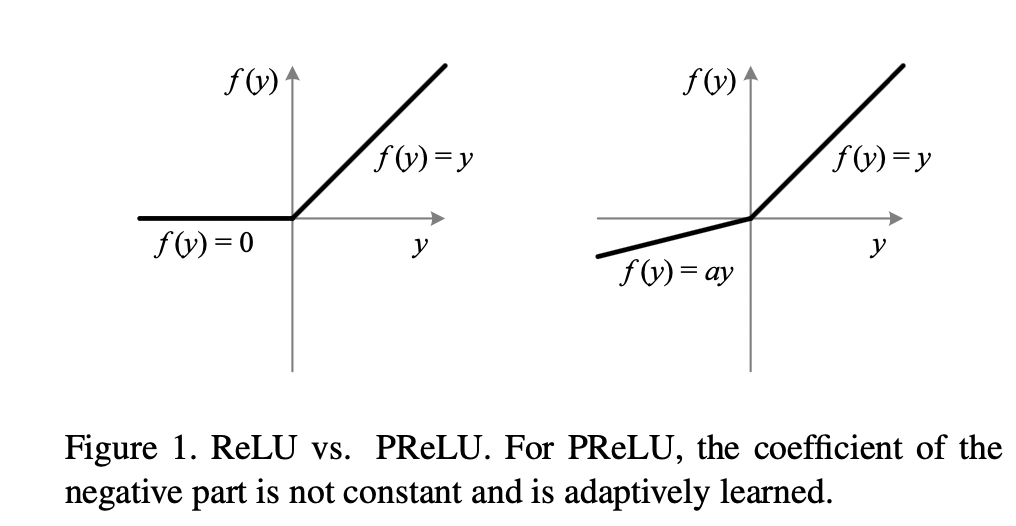 f(y)
f(y)
f(y) = y
f(y) = y
f(y) = 0
y
f(y) = ay
y
Figure 1. ReLU vs. PReLU. For PReLU, the coefficient of the
negative part is not constant and is adaptively learned.